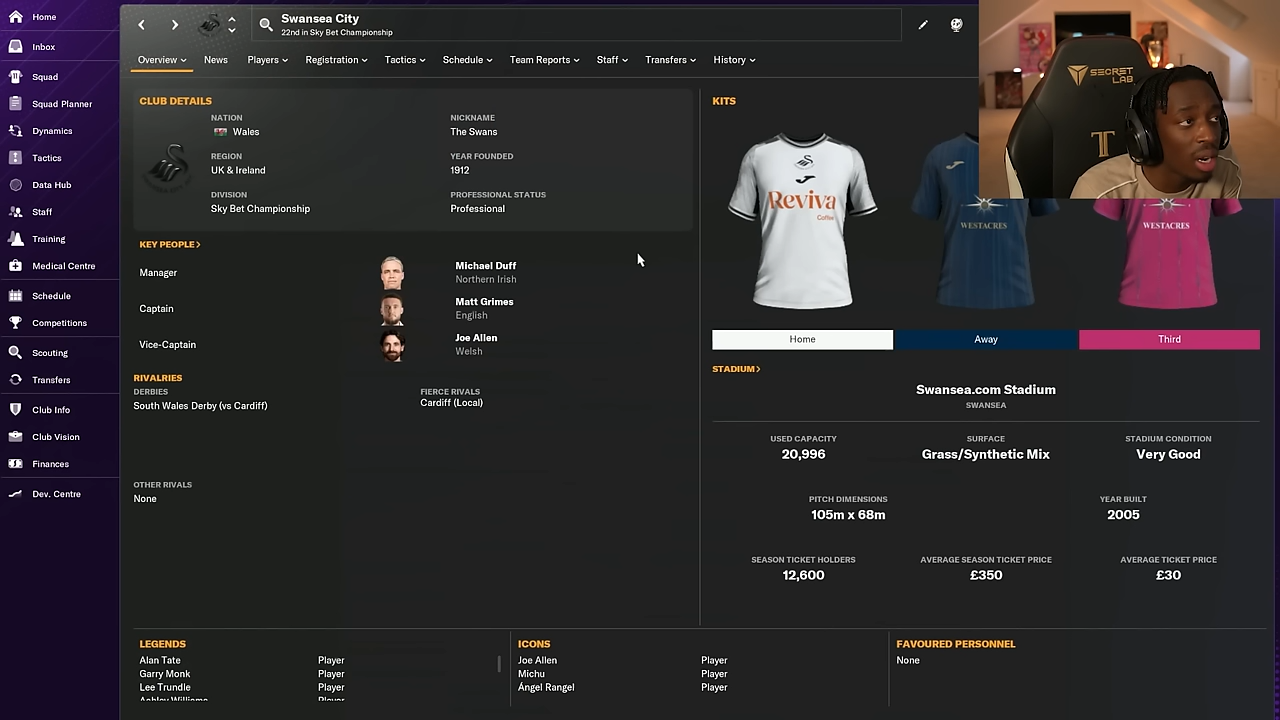 Home
Inbox
Squad
Squad Planner
Dynamics
Tactics
Data Hub
Staff
Training
Medical Centre
Schedule
Competitions
Scouting
Transfers
Club Info
Club Vision
Finances
Dev. Centre
Swansea City
22nd in Sky Bet Championship
Overview News Players Registration Tactics Schedule Team Reports Staff Transfers History
SECRET
LAB
CLUB DETAILS
NATION
Wales
NICKNAME
The Swans
REGION
UK & Ireland
YEAR FOUNDED
1912
DIVISION
Sky Bet Championship
PROFESSIONAL STATUS
Professional
KEY PEOPLE >
Manager
Michael Duff
Northern Irish
Captain
Matt Grimes
English
Vice-Captain
Joe Allen
Welsh
RIVALRIES
DERBIES
South Wales Derby (vs Cardiff)
FIERCE RIVALS
Cardiff (Local)
OTHER RIVALS
None
KITS
Reviva
Coffee
WESTACRES
WESTACRES
Home
Away
Third
STADIUM >
Swansea.com Stadium
SWANSEA
USED CAPACITY
20,996
SURFACE
Grass/Synthetic Mix
STADIUM CONDITION
Very Good
PITCH DIMENSIONS
105m x 68m
YEAR BUILT
2005
SEASON TICKET HOLDERS
12,600
AVERAGE SEASON TICKET PRICE
£350
AVERAGE TICKET PRICE
£30
LEGENDS
Alan Tate Player
Garry Monk Player
Lee Trundle Player
Ashley Williams Player
ICONS
Joe Allen Player
Michu Player
Ángel Rangel Player
FAVOURED PERSONNEL
None